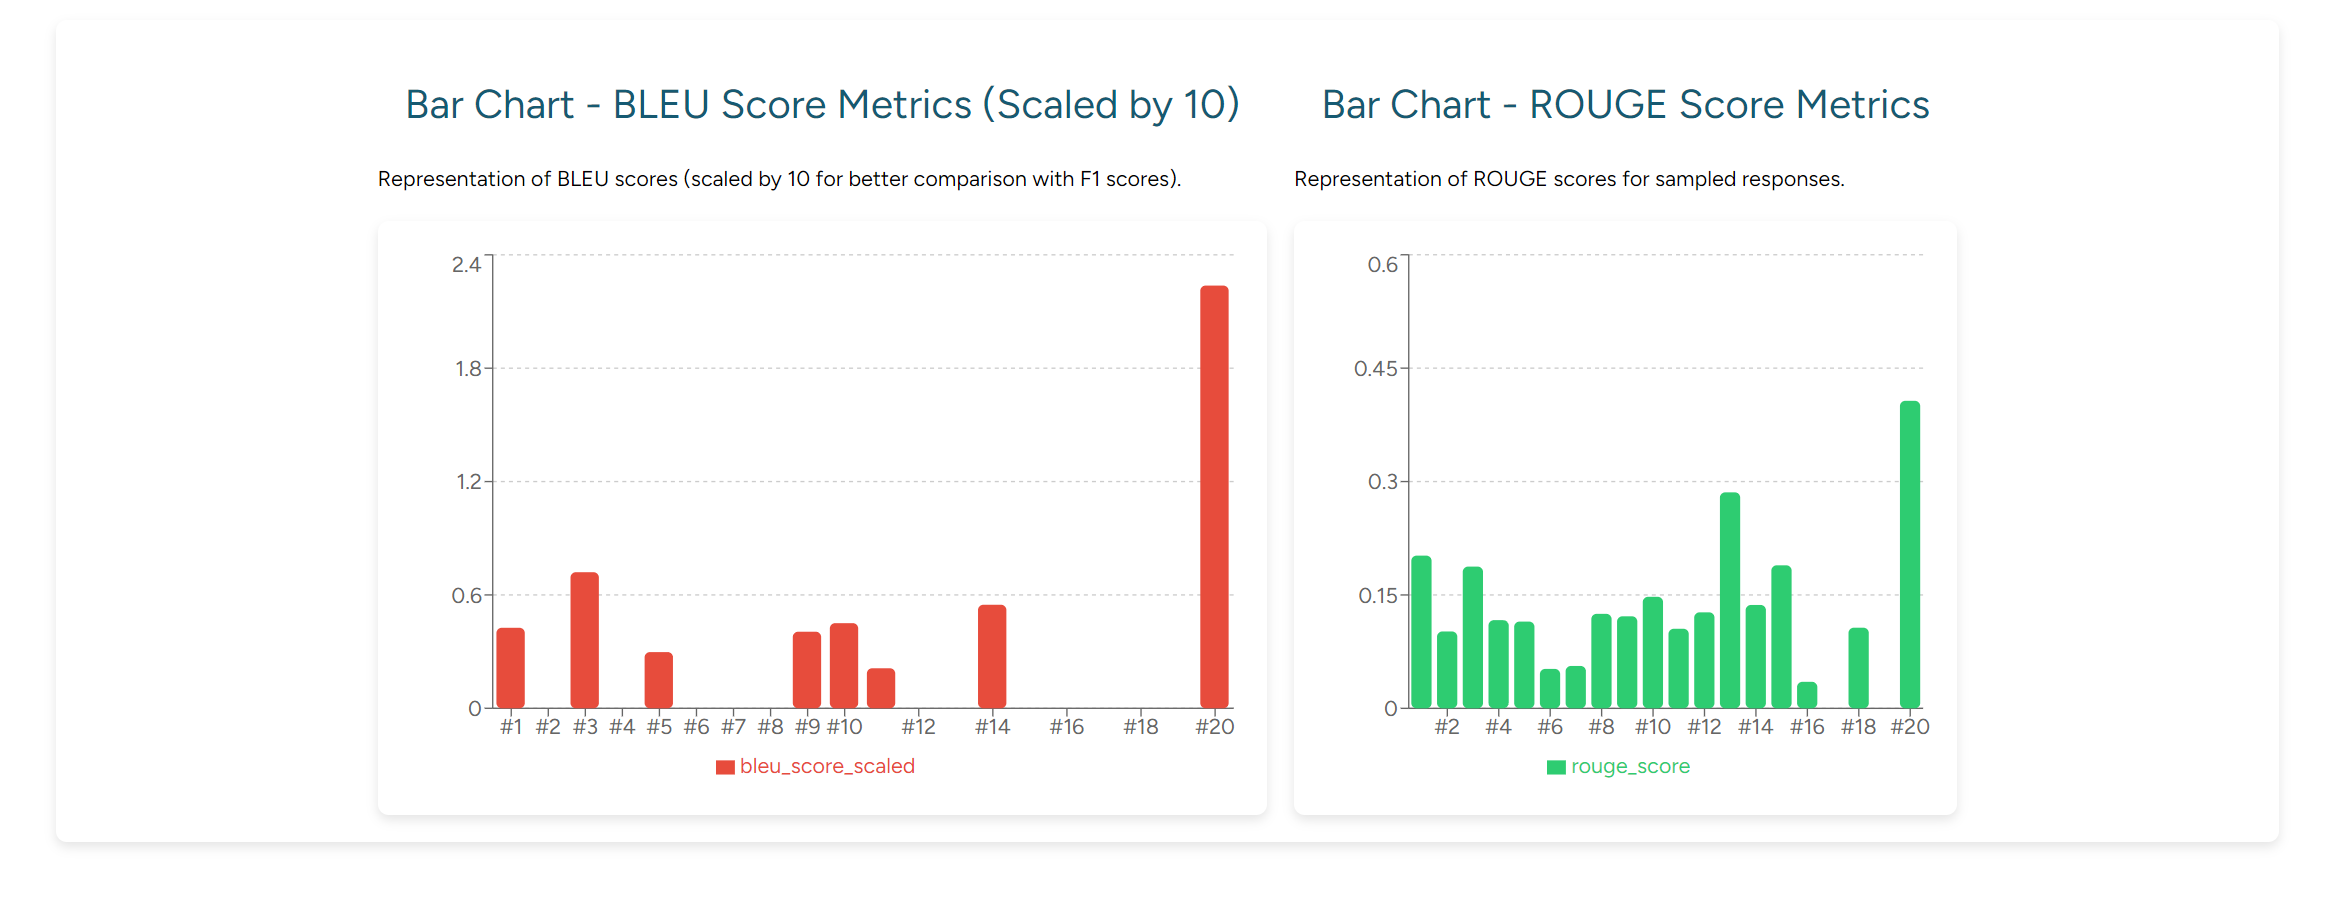 Bar Chart - BLEU Score Metrics (Scaled by 10)
Representation of BLEU scores (scaled by 10 for better comparison with F1 scores).
2.4
1.8
1.2
0.6
0
#1 #2 #3 #4 #5 #6 #7 #8 #9 #10 #12 #14 #16 #18 #20
bleu_score_scaled
Bar Chart - ROUGE Score Metrics
Representation of ROUGE scores for sampled responses.
0.6
0.45
0.3
0.15
0
#2 #4 #6 #8 #10 #12 #14 #16 #18 #20
rouge_score